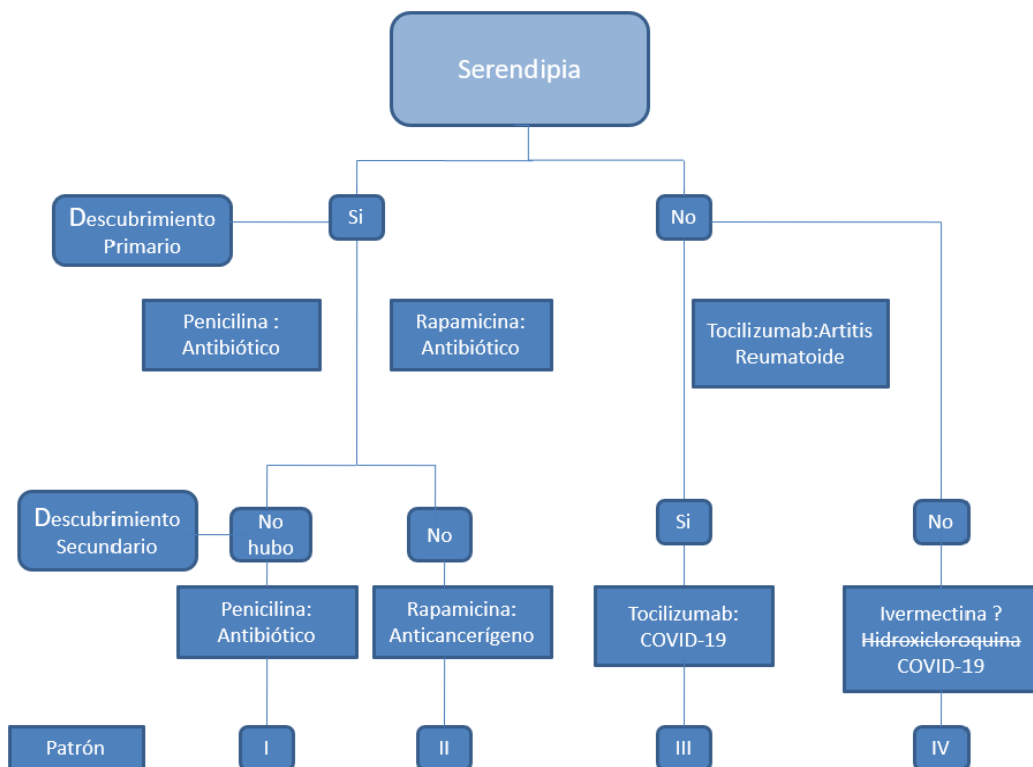 Serendipia
Descubrimiento
Primario
Si
No
Penicilina :
Antibiótico
Rapamicina:
Antibiótico
Tocilizumab:Artitis
Reumatoide
Descubrimiento
Secundario
No
hubo
No
Si
No
Penicilina:
Antibiótico
Rapamicina:
Anticancerígeno
Tocilizumab:
COVID-19
Ivermectina ?
Hidroxicloroquina
COVID-19
Patrón
I
II
III
IV